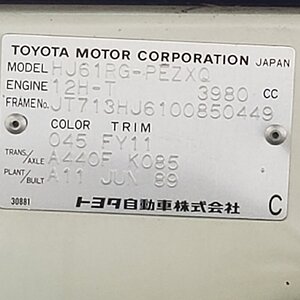 TOYOTA MOTOR CORPORATION JAPAN
MODEL HJ61RG-PEZXQ
ENGINE 12H-T 3980 CC
FRAME No. JT713HJ6100850449
COLOR TRIM
045 FY11
TRANS./AXLE A440F K085
PLANT/BUILT A11 JUN 89
30881 トヨタ自動車株式会社 C